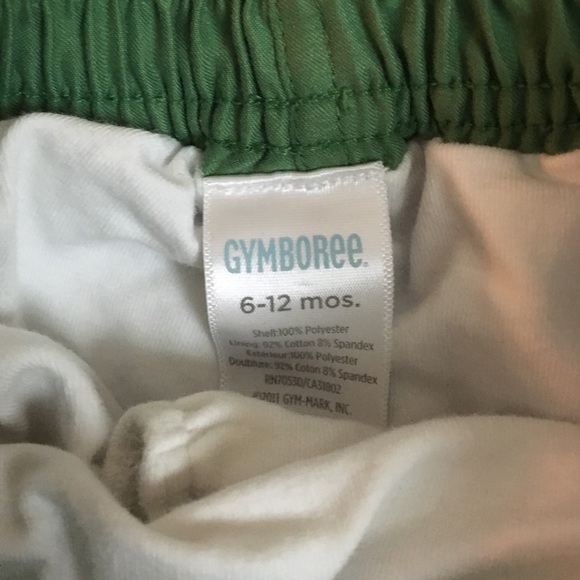 GYMBOREE.
6-12 mos.
Shell:100% Polyester
Lining: 92% Cotton 8% Spandex
Exterieur:100% Polyester
Doublure: 92% Coton 8% Spandex
RN70530/CA31802
©2011 GYM-MARK, INC.